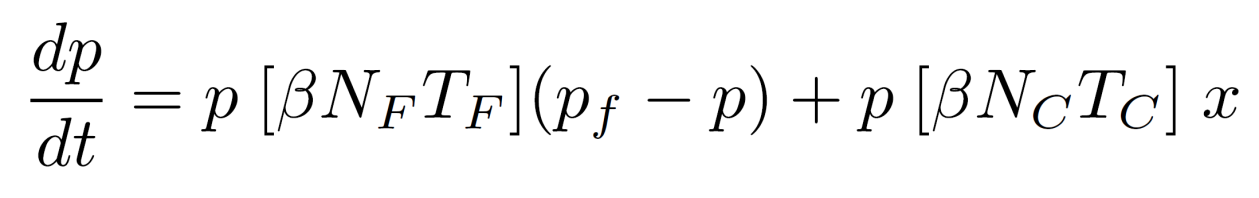 dp/dt = p [βN_F T_F](p_f − p) + p [βN_C T_C] x